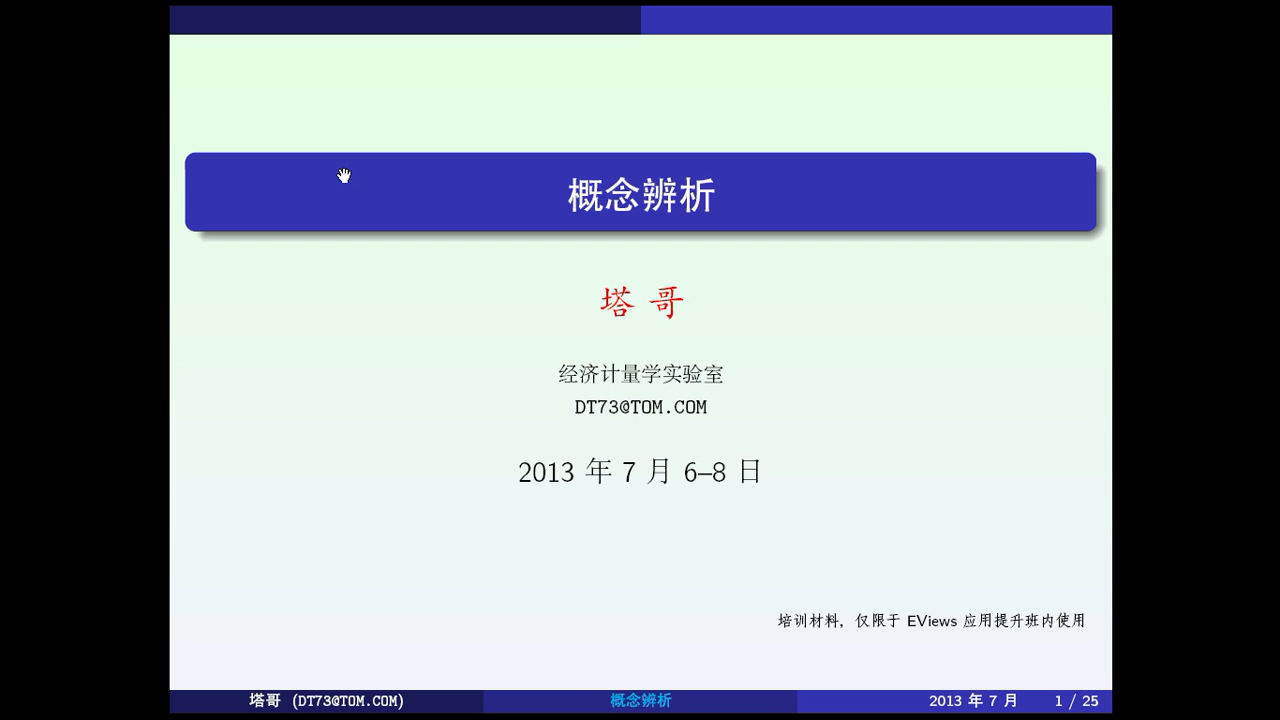 概念辨析
塔 哥
经济计量学实验室
DT73@TOM.COM
2013 年 7 月 6–8 日
培训材料，仅限于 EViews 应用提升班内使用
塔哥 (DT73@TOM.COM) 概念辨析 2013 年 7 月 1 / 25